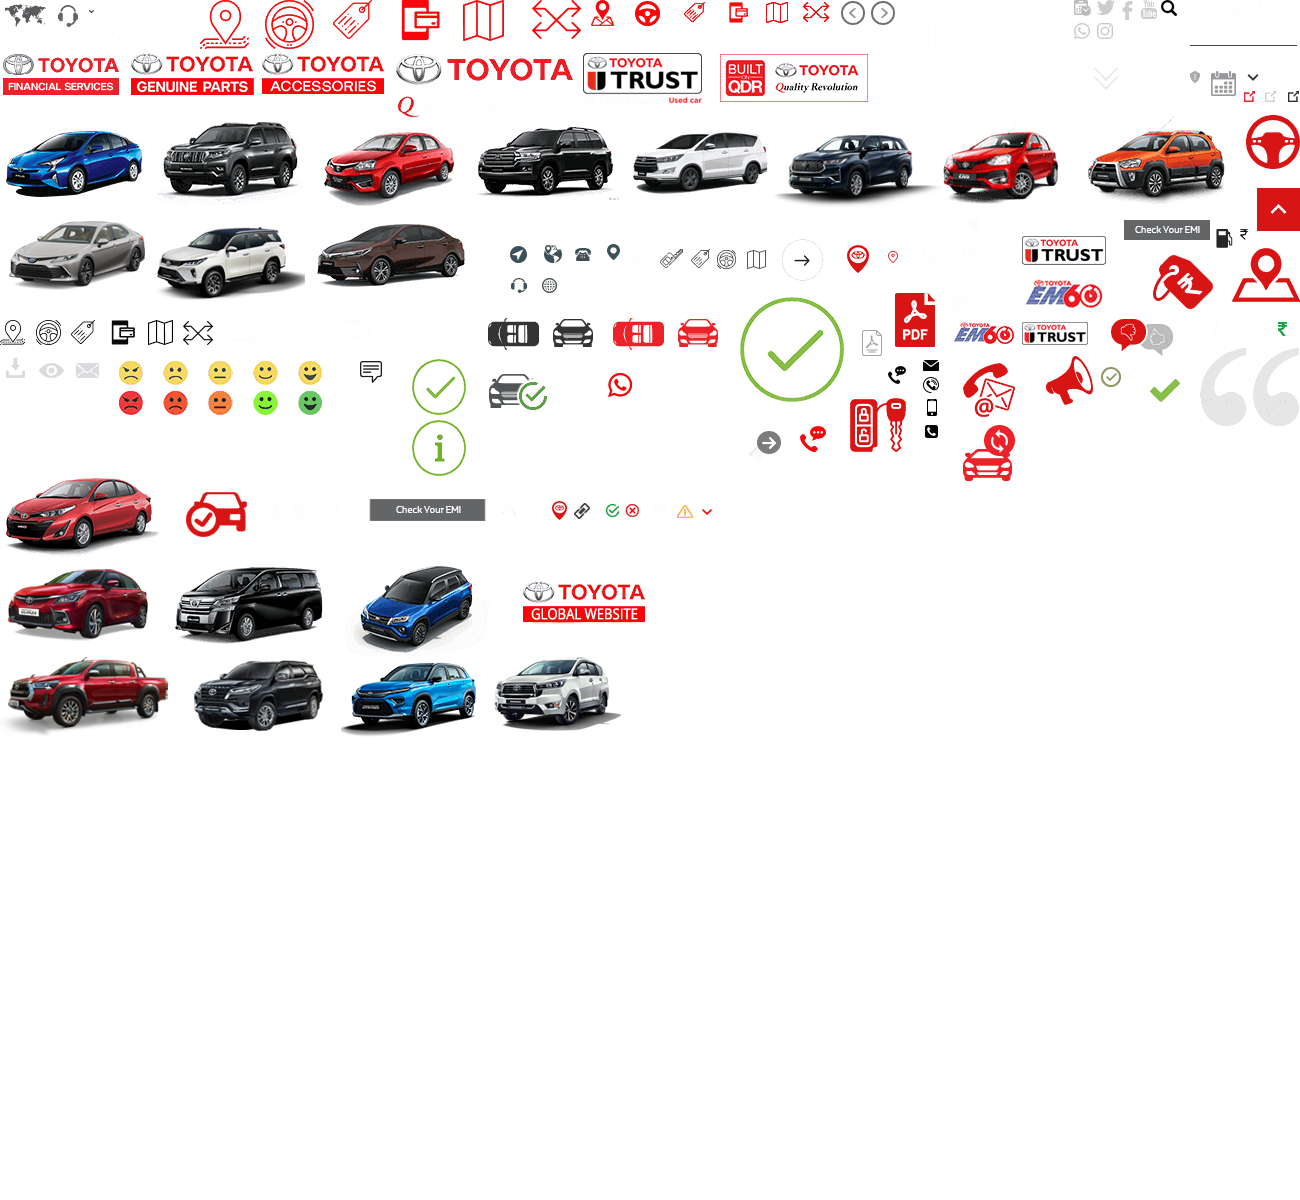 TOYOTA
FINANCIAL SERVICES
TOYOTA
GENUINE PARTS
TOYOTA
ACCESSORIES
TOYOTA
TOYOTA
U TRUST
Used car
BUILT
ON
QDR
TOYOTA
Quality Revolution
Q
Check Your EMI
TOYOTA
U TRUST
TOYOTA
EM60
PDF
TOYOTA
EM60
TOYOTA
U TRUST
Check Your EMI
TOYOTA
GLOBAL WEBSITE